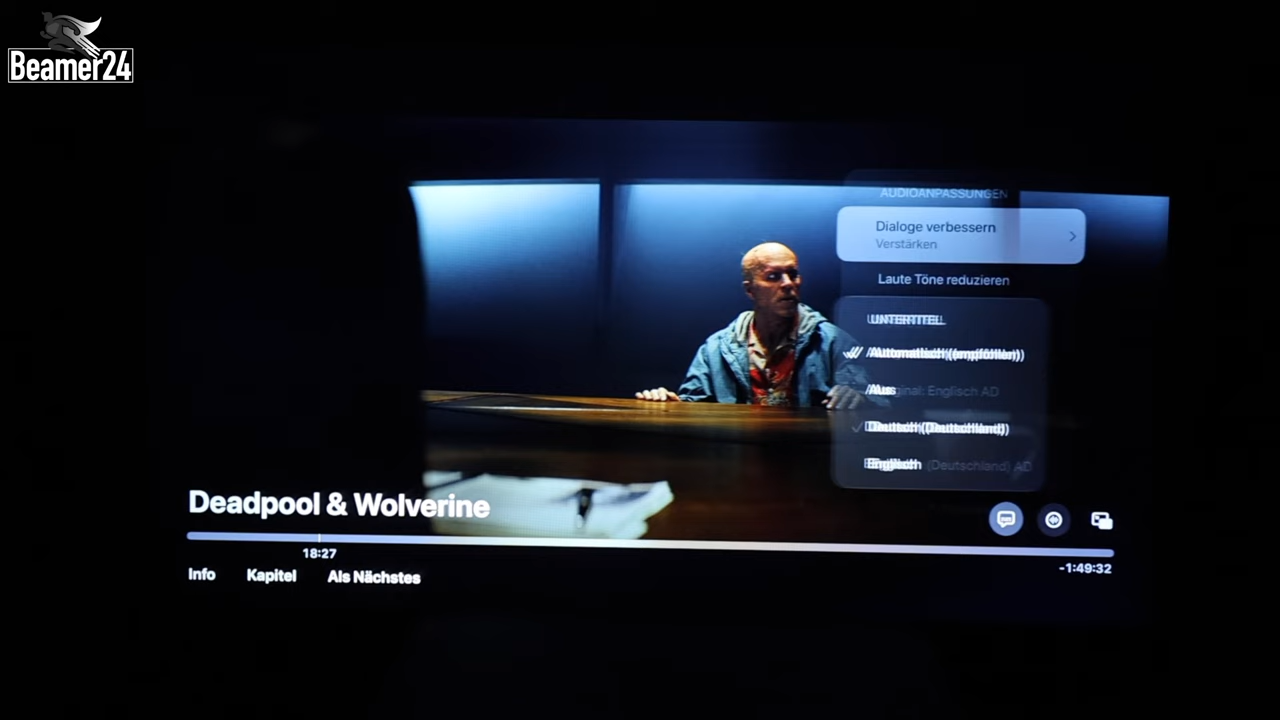 Beamer24
AUDIOANPASSUNGEN
Dialoge verbessern
Verstärken
Laute Töne reduzieren
UNTERTITEL
Automatisch (empfohlen)
Aus
ginal: Englisch AD
Deutsch (Deutschland)
Englisch
(Deutschland) AD
Deadpool & Wolverine
18:27
-1:49:32
Info
Kapitel
Als Nächstes